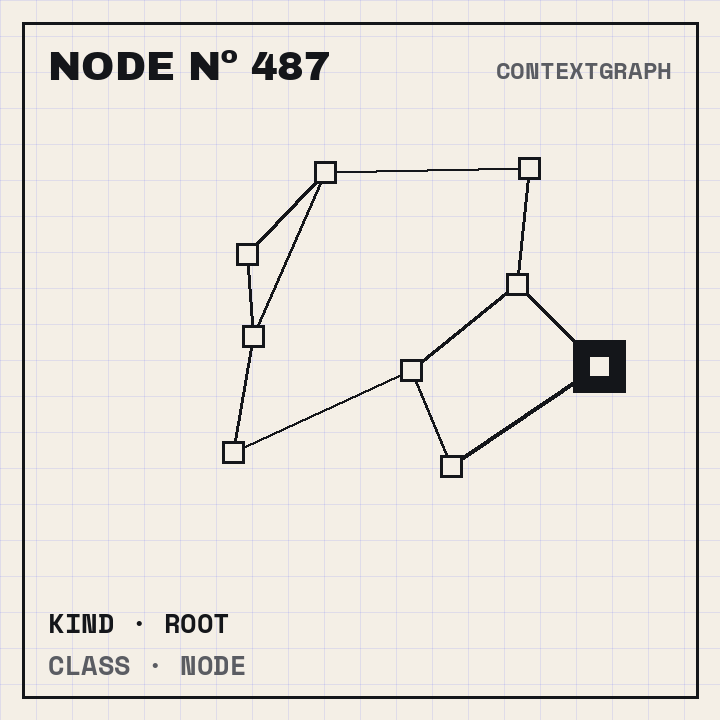 NODE Nº 487
CONTEXTGRAPH
KIND · ROOT
CLASS · NODE